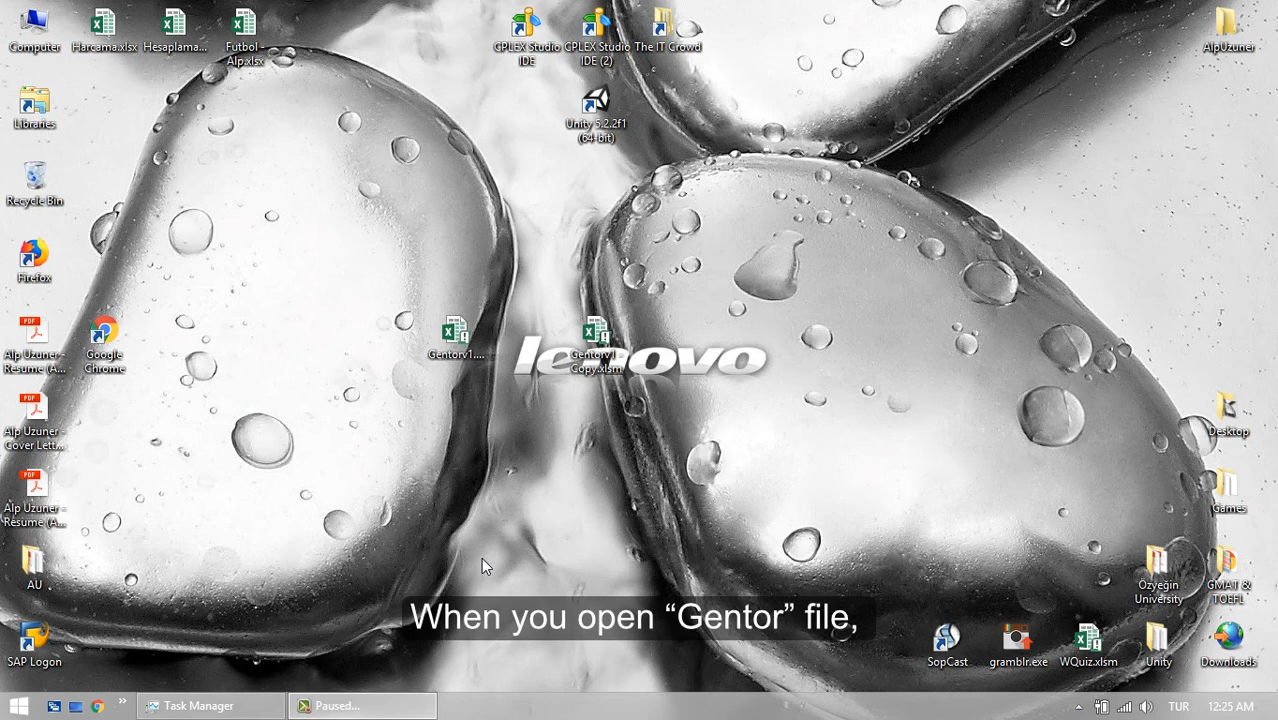 Computer
Harcama.xlsx
Hesaplama...
Futbol -
Alp.xlsx
CPLEX Studio
IDE
CPLEX Studio
IDE (2)
The IT Crowd
AlpUzuner
Libraries
Unity 5.2.2f1
(64-bit)
Recycle Bin
Firefox
Alp Uzuner -
Resume (A...
Google
Chrome
Gentorv1....
Gentorv1 -
Copy.xlsm
lenovo
Alp Uzuner -
Cover Lett...
Desktop
Alp Uzuner -
Resume (A...
Games
AU
Özyeğin
University
GMAT &
TOEFL
When you open “Gentor” file,
SAP Logon
SopCast
gramblr.exe
WQuiz.xlsm
Unity
Downloads
Task Manager
Paused...
TUR
12:25 AM